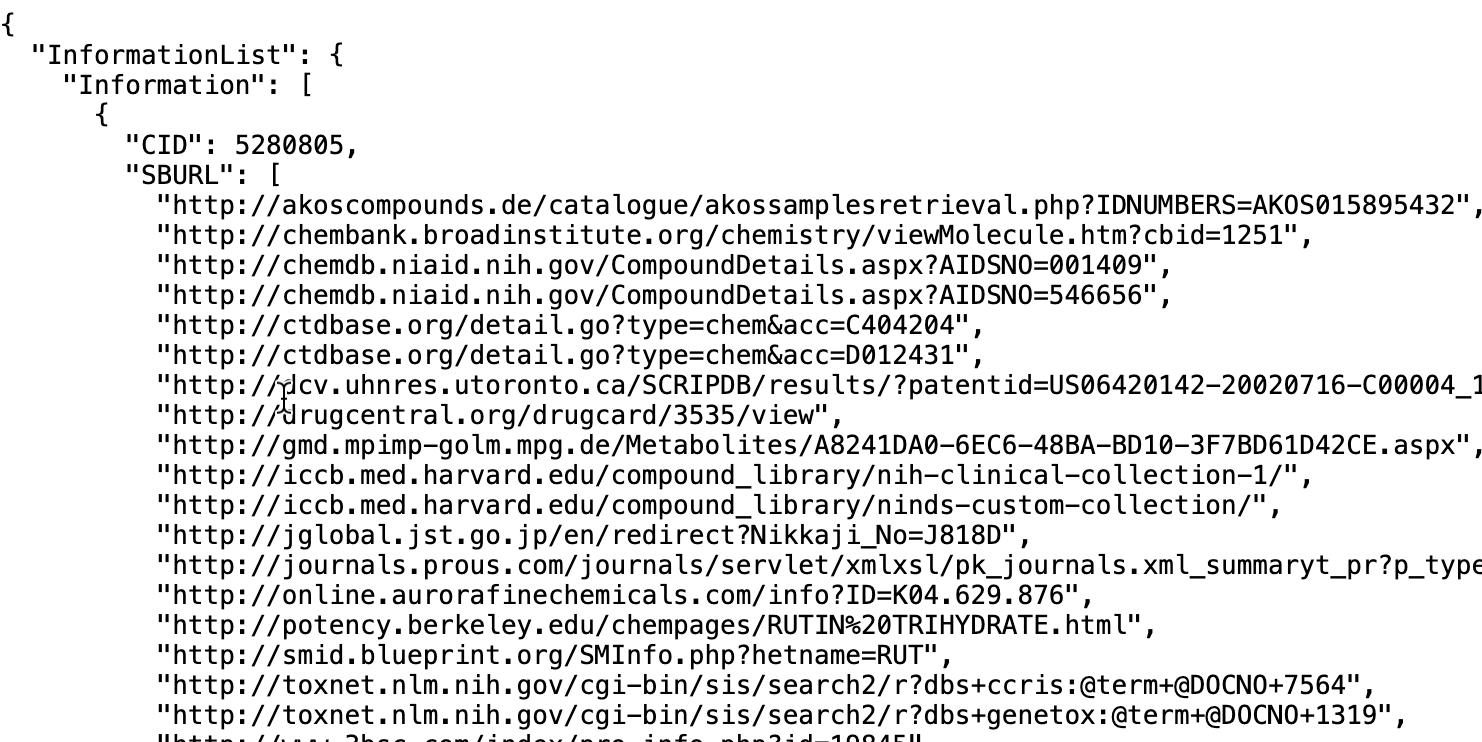 {
"InformationList": {
"Information": [
{
"CID": 5280805,
"SBURL": [
"http://akoscompounds.de/catalogue/akossamplesretrieval.php?IDNUMBERS=AKOS015895432",
"http://chembank.broadinstitute.org/chemistry/viewMolecule.htm?cbid=1251",
"http://chemdb.niaid.nih.gov/CompoundDetails.aspx?AIDSNO=001409",
"http://chemdb.niaid.nih.gov/CompoundDetails.aspx?AIDSNO=546656",
"http://ctdbase.org/detail.go?type=chem&acc=C404204",
"http://ctdbase.org/detail.go?type=chem&acc=D012431",
"http://dcv.uhnres.utoronto.ca/SCRIPDB/results/?patentid=US06420142-20020716-C00004_1
"http://drugcentral.org/drugcard/3535/view",
"http://gmd.mpimp-golm.mpg.de/Metabolites/A8241DA0-6EC6-48BA-BD10-3F7BD61D42CE.aspx",
"http://iccb.med.harvard.edu/compound_library/nih-clinical-collection-1/",
"http://iccb.med.harvard.edu/compound_library/ninds-custom-collection/",
"http://jglobal.jst.go.jp/en/redirect?Nikkaji_No=J818D",
"http://journals.prous.com/journals/servlet/xmlxsl/pk_journals.xml_summaryt_pr?p_type
"http://online.aurorafinechemicals.com/info?ID=K04.629.876",
"http://potency.berkeley.edu/chempages/RUTIN%20TRIHYDRATE.html",
"http://smid.blueprint.org/SMInfo.php?hetname=RUT",
"http://toxnet.nlm.nih.gov/cgi-bin/sis/search2/r?dbs+ccris:@term+@DOCNO+7564",
"http://toxnet.nlm.nih.gov/cgi-bin/sis/search2/r?dbs+genetox:@term+@DOCNO+1319",